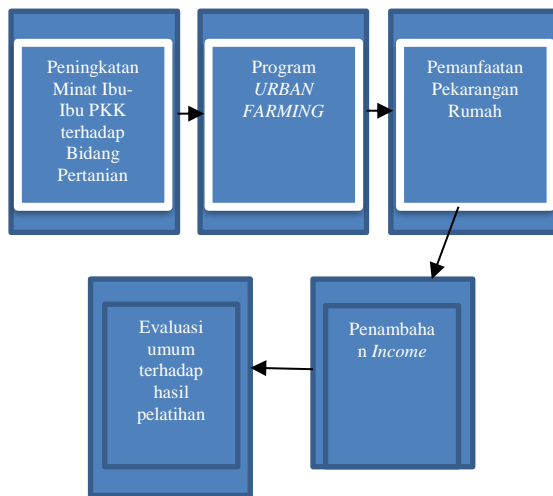 Peningkatan
Minat Ibu-
Ibu PKK
terhadap
Bidang
Pertanian
Program
URBAN
FARMING
Pemanfaatan
Pekarangan
Rumah
Penambaha
n Income
Evaluasi
umum
terhadap
hasil
pelatihan